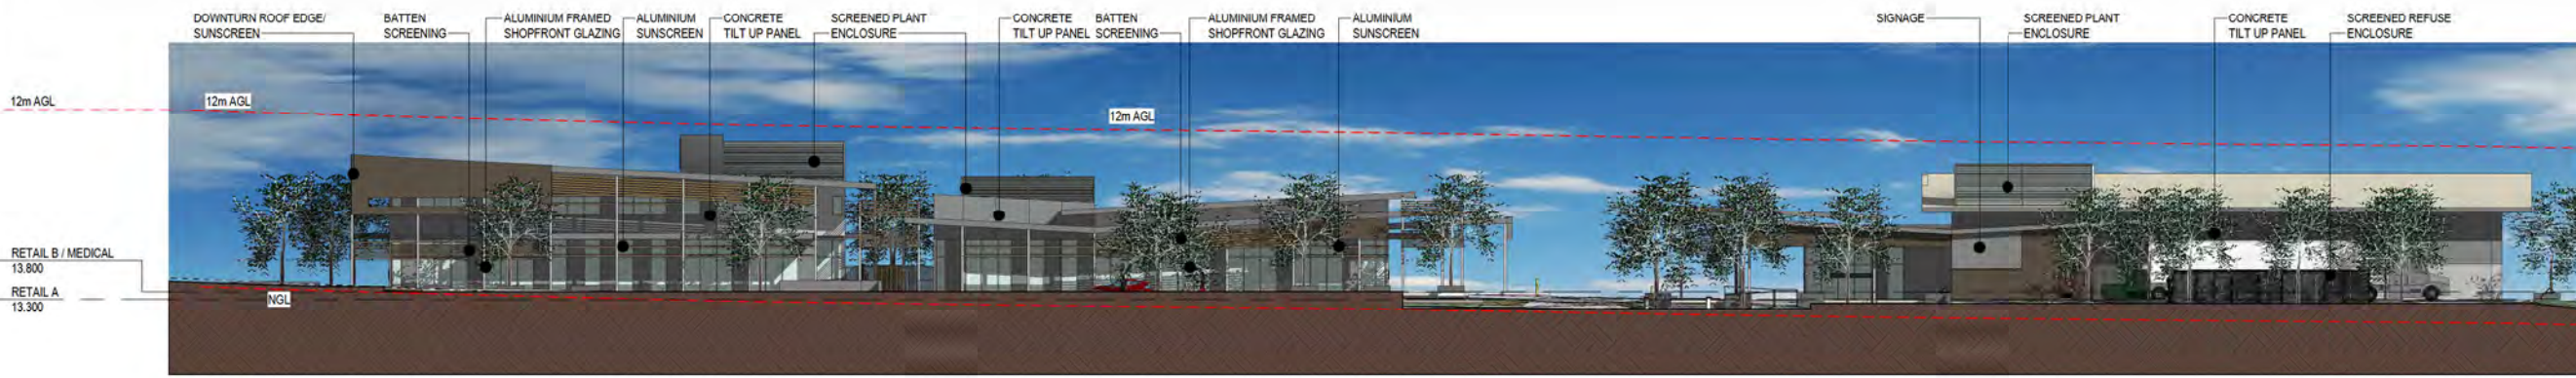 DOWNTURN ROOF EDGE/
SUNSCREEN
BATTEN
SCREENING
ALUMINIUM FRAMED
SHOPFRONT GLAZING
ALUMINIUM
SUNSCREEN
CONCRETE
TILT UP PANEL
SCREENED PLANT
ENCLOSURE
CONCRETE
TILT UP PANEL
BATTEN
SCREENING
ALUMINIUM FRAMED
SHOPFRONT GLAZING
ALUMINIUM
SUNSCREEN
SIGNAGE
SCREENED PLANT
ENCLOSURE
CONCRETE
TILT UP PANEL
SCREENED REFUSE
ENCLOSURE
12m AGL
12m AGL
12m AGL
RETAIL B / MEDICAL
13.800
RETAIL A
13.300
NGL